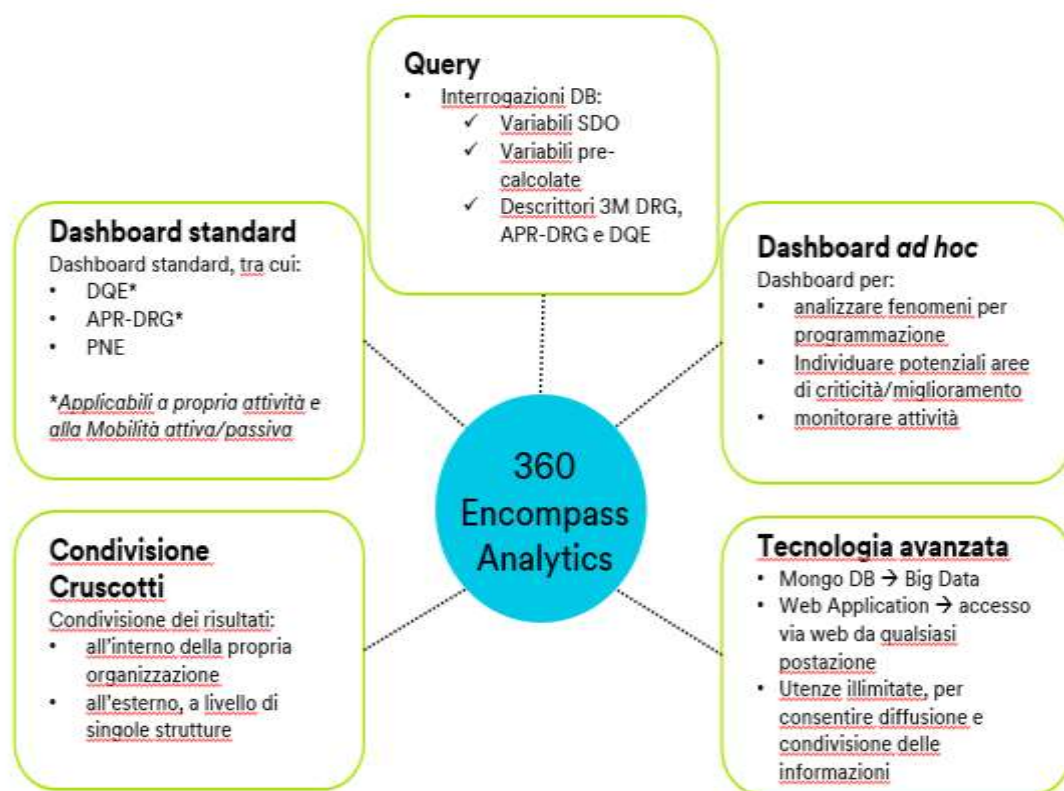 Query
• Interrogazioni DB:
✓ Variabili SDO
✓ Variabili pre-
calcolate
✓ Descrittori 3M DRG,
APR-DRG e DQE
Dashboard standard
Dashboard standard, tra cui:
• DQE*
• APR-DRG*
• PNE
*Applicabili a propria attività e
alla Mobilità attiva/passiva
Dashboard ad hoc
Dashboard per:
• analizzare fenomeni per
programmazione
• Individuare potenziali aree
di criticità/miglioramento
• monitorare attività
360
Encompass
Analytics
Condivisione
Cruscotti
Condivisione dei risultati:
• all'interno della propria
organizzazione
• all'esterno, a livello di
singole strutture
Tecnologia avanzata
• Mongo DB → Big Data
• Web Application → accesso
via web da qualsiasi
postazione
• Utenze illimitate, per
consentire diffusione e
condivisione delle
informazioni